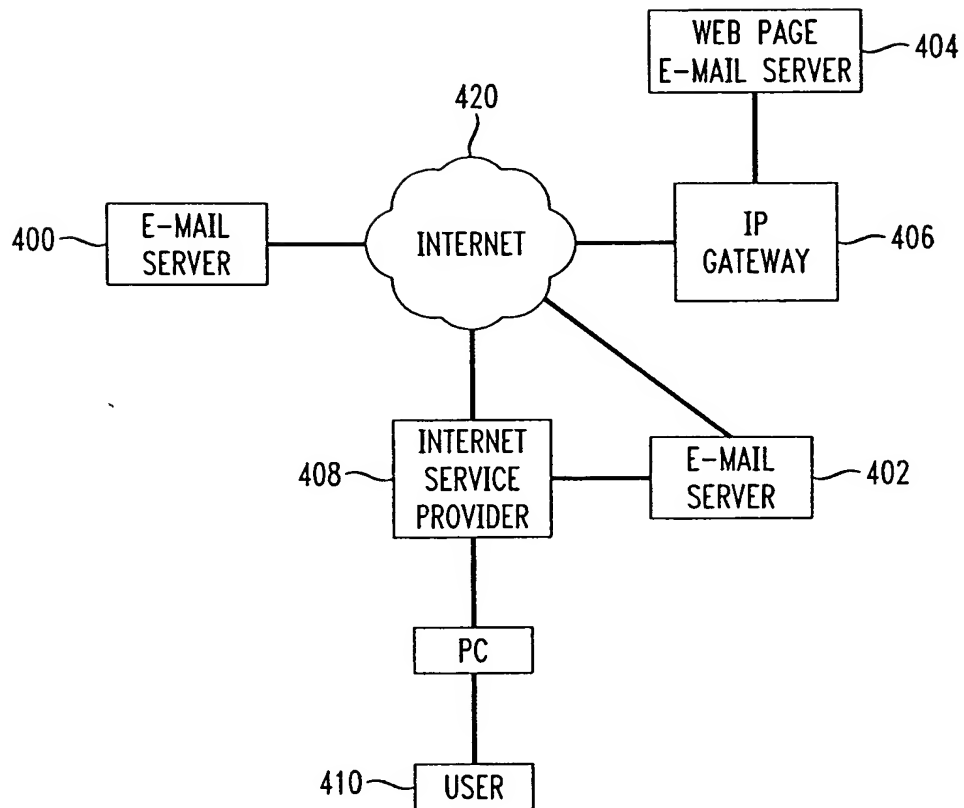 WEB PAGE
E-MAIL SERVER
404
420
400
E-MAIL
SERVER
INTERNET
IP
GATEWAY
406
408
INTERNET
SERVICE
PROVIDER
E-MAIL
SERVER
402
PC
410
USER